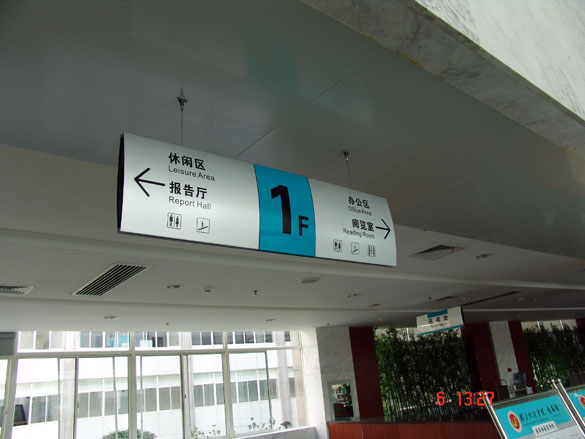 休闲区
Leisure Area
报告厅
Report Hall
1F
办公区
Office Area
阅览室
Reading Room
6 13:27